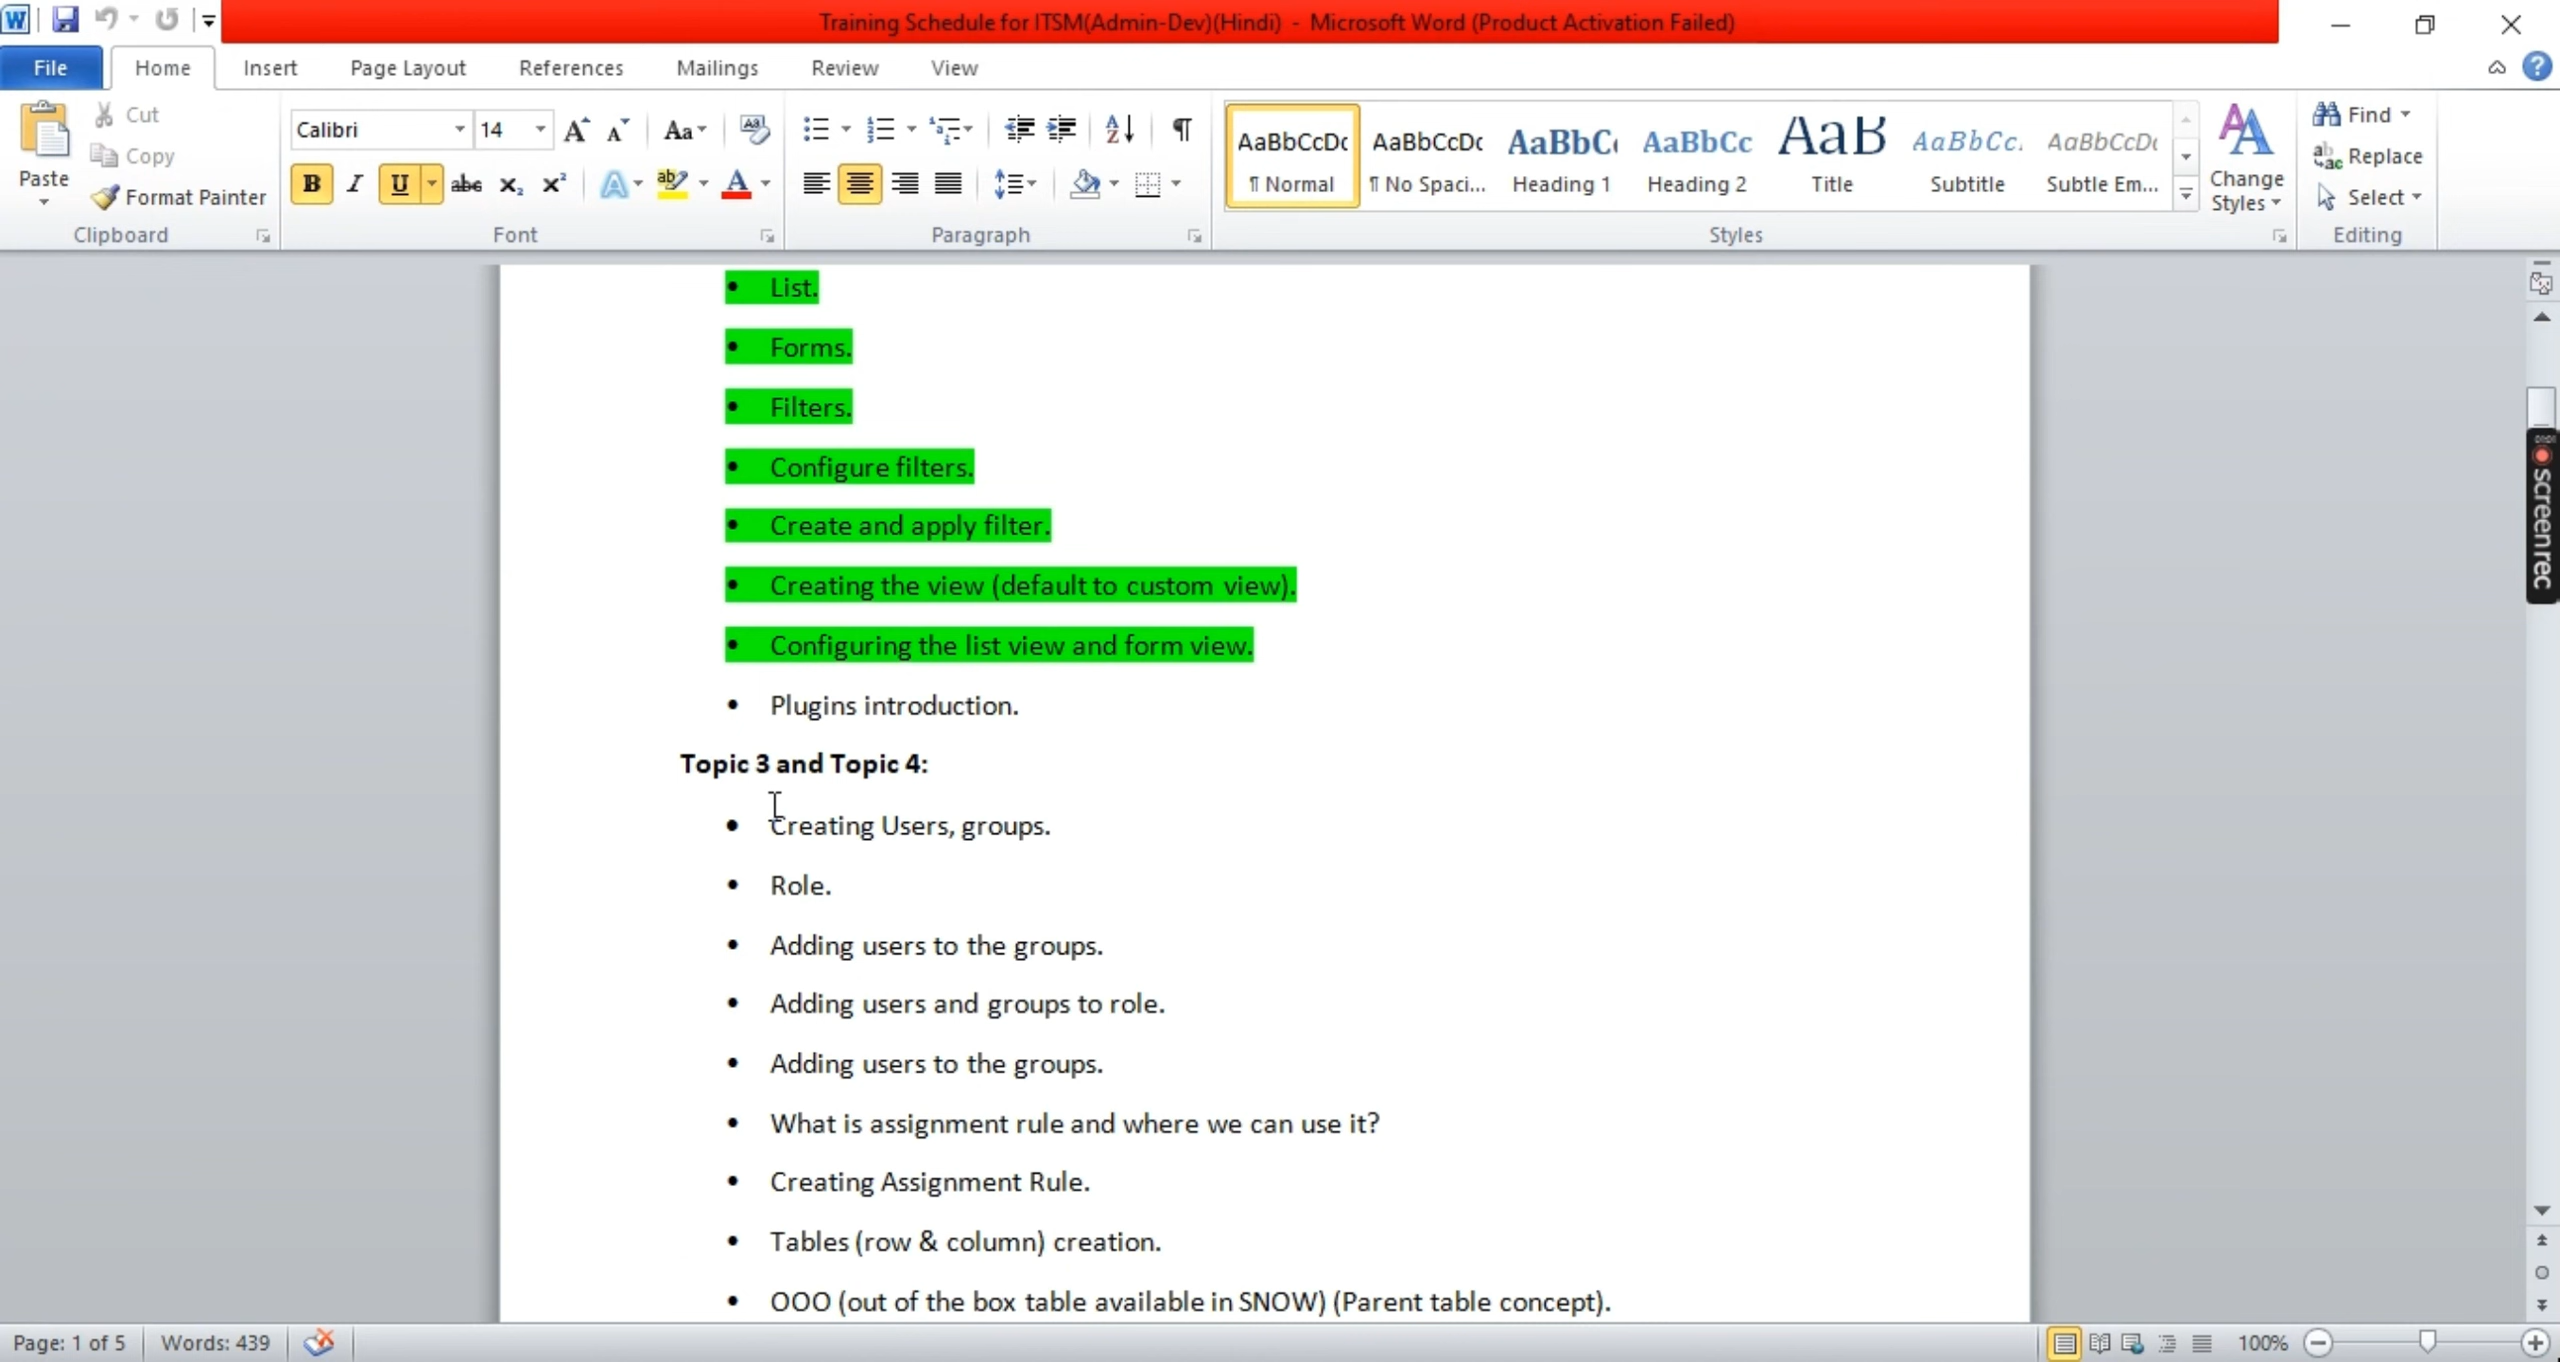 Training Schedule for ITSM(Admin-Dev)(Hindi) - Microsoft Word (Product Activation Failed)
File Home Insert Page Layout References Mailings Review View
Paste
Cut
Copy
Format Painter
Clipboard
Calibri 14
Font
Paragraph
AaBbCcDc AaBbCcDc AaBbC AaBbCc AaB AaBbCc. AaBbCcDc
¶ Normal ¶ No Spaci... Heading 1 Heading 2 Title Subtitle Subtle Em...
Change
Styles
Styles
Find
Replace
Select
Editing
• List.
• Forms.
• Filters.
• Configure filters.
• Create and apply filter.
• Creating the view (default to custom view).
• Configuring the list view and form view.
• Plugins introduction.
Topic 3 and Topic 4:
• Creating Users, groups.
• Role.
• Adding users to the groups.
• Adding users and groups to role.
• Adding users to the groups.
• What is assignment rule and where we can use it?
• Creating Assignment Rule.
• Tables (row & column) creation.
• OOO (out of the box table available in SNOW) (Parent table concept).
screenrec
Page: 1 of 5 Words: 439 100%